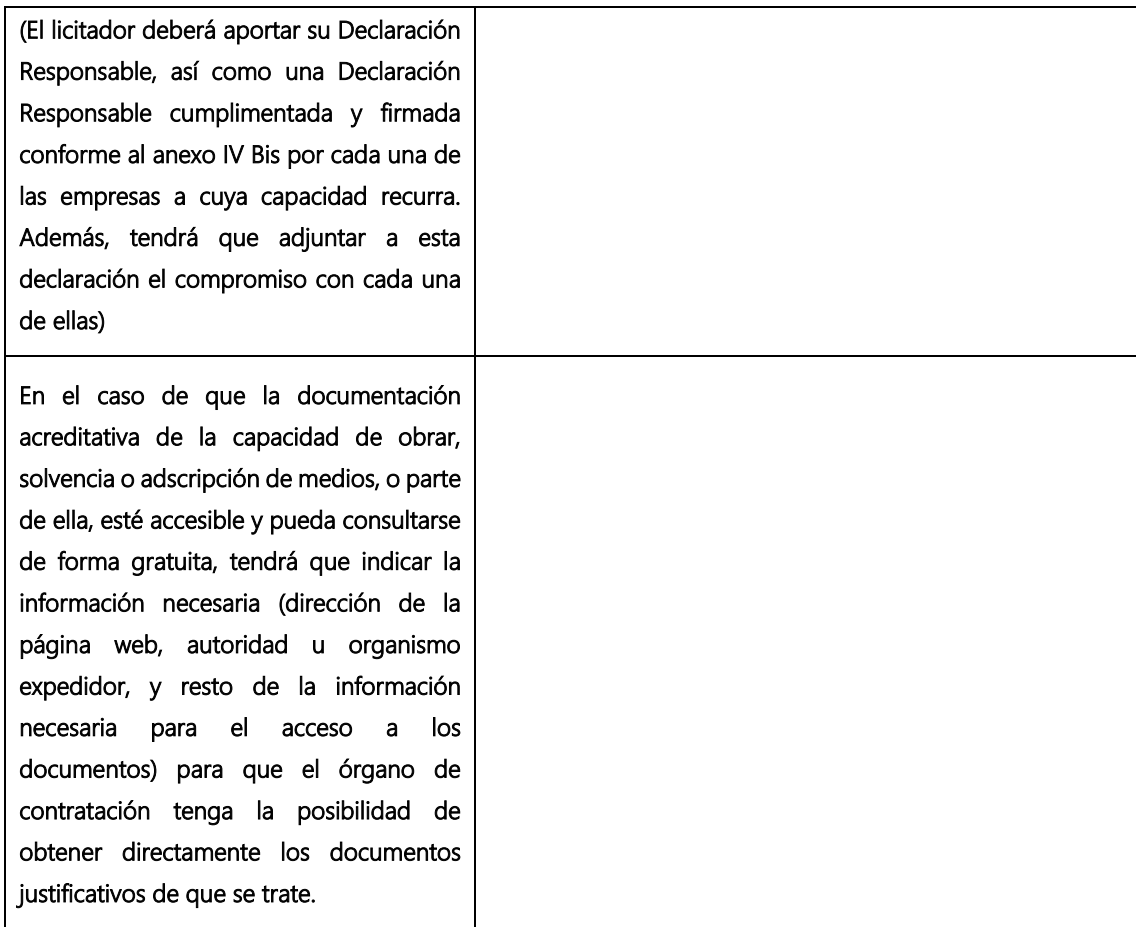 (El licitador deberá aportar su Declaración
Responsable, así como una Declaración
Responsable cumplimentada y firmada
conforme al anexo IV Bis por cada una de
las empresas a cuya capacidad recurra.
Además, tendrá que adjuntar a esta
declaración el compromiso con cada una
de ellas)
En el caso de que la documentación
acreditativa de la capacidad de obrar,
solvencia o adscripción de medios, o parte
de ella, esté accesible y pueda consultarse
de forma gratuita, tendrá que indicar la
información necesaria (dirección de la
página web, autoridad u organismo
expedidor, y resto de la información
necesaria para el acceso a los
documentos) para que el órgano de
contratación tenga la posibilidad de
obtener directamente los documentos
justificativos de que se trate.